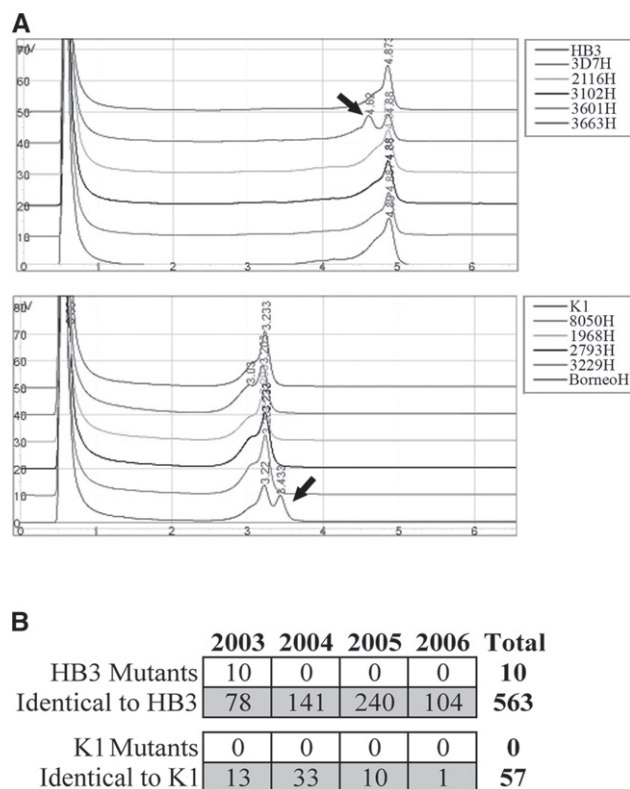 A
mV
70
4.873
HB3
3D7H
2116H
3102H
3601H
3663H
60
50
4.62
4.88
40
30
4.88
20
10
0 1 2 3 4 5 6
mV
80
3.233
K1
8050H
1968H
2793H
3229H
BorneoH
70
60
3.03
50
40
3.233
30
20
3.22
3.433
10
0 1 2 3 4 5 6
B
2003 2004 2005 2006 Total
HB3 Mutants 10 0 0 0 10
Identical to HB3 78 141 240 104 563
K1 Mutants 0 0 0 0 0
Identical to K1 13 33 10 1 57